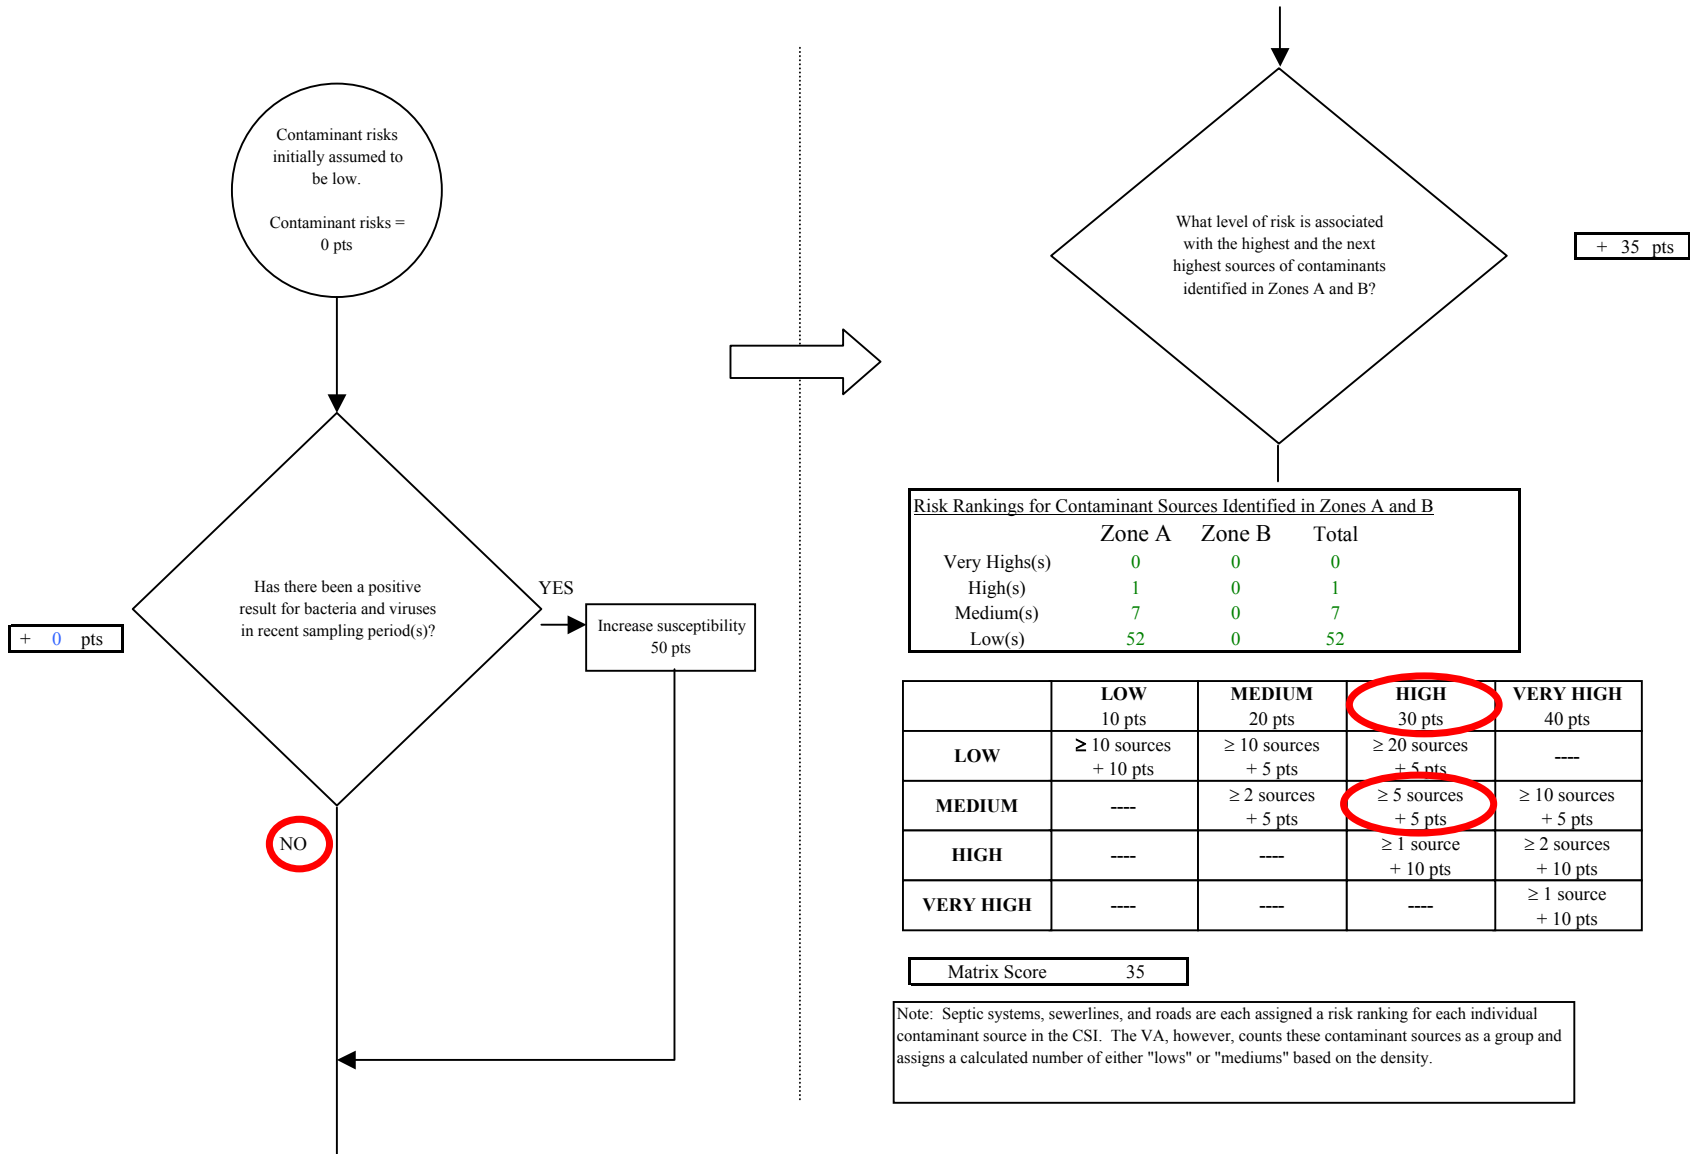 Contaminant risks
initially assumed to
be low.
Contaminant risks =
0 pts
Has there been a positive
result for bacteria and viruses
in recent sampling period(s)?
+ 0 pts
YES
Increase susceptibility
50 pts
NO
What level of risk is associated
with the highest and the next
highest sources of contaminants
identified in Zones A and B?
+ 35 pts
Risk Rankings for Contaminant Sources Identified in Zones A and B
Zone A Zone B Total
Very Highs(s) 0 0 0
High(s) 1 0 1
Medium(s) 7 0 7
Low(s) 52 0 52
LOW MEDIUM HIGH VERY HIGH
10 pts 20 pts 30 pts 40 pts
LOW ≥ 10 sources ≥ 10 sources ≥ 20 sources ----
+ 10 pts + 5 pts + 5 pts
MEDIUM ---- ≥ 2 sources ≥ 5 sources ≥ 10 sources
+ 5 pts + 5 pts + 5 pts
HIGH ---- ---- ≥ 1 source ≥ 2 sources
+ 10 pts + 10 pts
VERY HIGH ---- ---- ---- ≥ 1 source
+ 10 pts
Matrix Score 35
Note: Septic systems, sewerlines, and roads are each assigned a risk ranking for each individual
contaminant source in the CSI. The VA, however, counts these contaminant sources as a group and
assigns a calculated number of either "lows" or "mediums" based on the density.